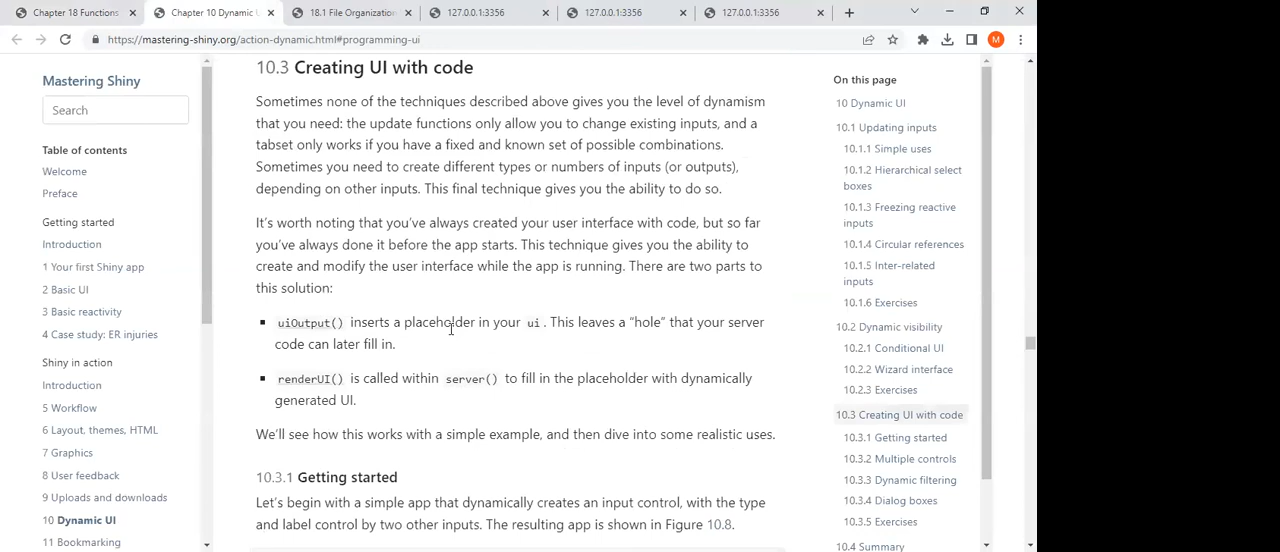 Chapter 18 Functions
Chapter 10 Dynamic U
18.1 File Organization
127.0.0.1:3356
127.0.0.1:3356
127.0.0.1:3356
https://mastering-shiny.org/action-dynamic.html#programming-ui
M
Mastering Shiny
Search
Table of contents
Welcome
Preface
Getting started
Introduction
1 Your first Shiny app
2 Basic UI
3 Basic reactivity
4 Case study: ER injuries
Shiny in action
Introduction
5 Workflow
6 Layout, themes, HTML
7 Graphics
8 User feedback
9 Uploads and downloads
10 Dynamic UI
11 Bookmarking
10.3 Creating UI with code
Sometimes none of the techniques described above gives you the level of dynamism
that you need: the update functions only allow you to change existing inputs, and a
tabset only works if you have a fixed and known set of possible combinations.
Sometimes you need to create different types or numbers of inputs (or outputs),
depending on other inputs. This final technique gives you the ability to do so.
It's worth noting that you've always created your user interface with code, but so far
you've always done it before the app starts. This technique gives you the ability to
create and modify the user interface while the app is running. There are two parts to
this solution:
▪ uiOutput() inserts a placeholder in your ui . This leaves a “hole” that your server
code can later fill in.
▪ renderUI() is called within server() to fill in the placeholder with dynamically
generated UI.
We'll see how this works with a simple example, and then dive into some realistic uses.
10.3.1 Getting started
Let's begin with a simple app that dynamically creates an input control, with the type
and label control by two other inputs. The resulting app is shown in Figure 10.8.
On this page
10 Dynamic UI
10.1 Updating inputs
10.1.1 Simple uses
10.1.2 Hierarchical select
boxes
10.1.3 Freezing reactive
inputs
10.1.4 Circular references
10.1.5 Inter-related
inputs
10.1.6 Exercises
10.2 Dynamic visibility
10.2.1 Conditional UI
10.2.2 Wizard interface
10.2.3 Exercises
10.3 Creating UI with code
10.3.1 Getting started
10.3.2 Multiple controls
10.3.3 Dynamic filtering
10.3.4 Dialog boxes
10.3.5 Exercises
10.4 Summary